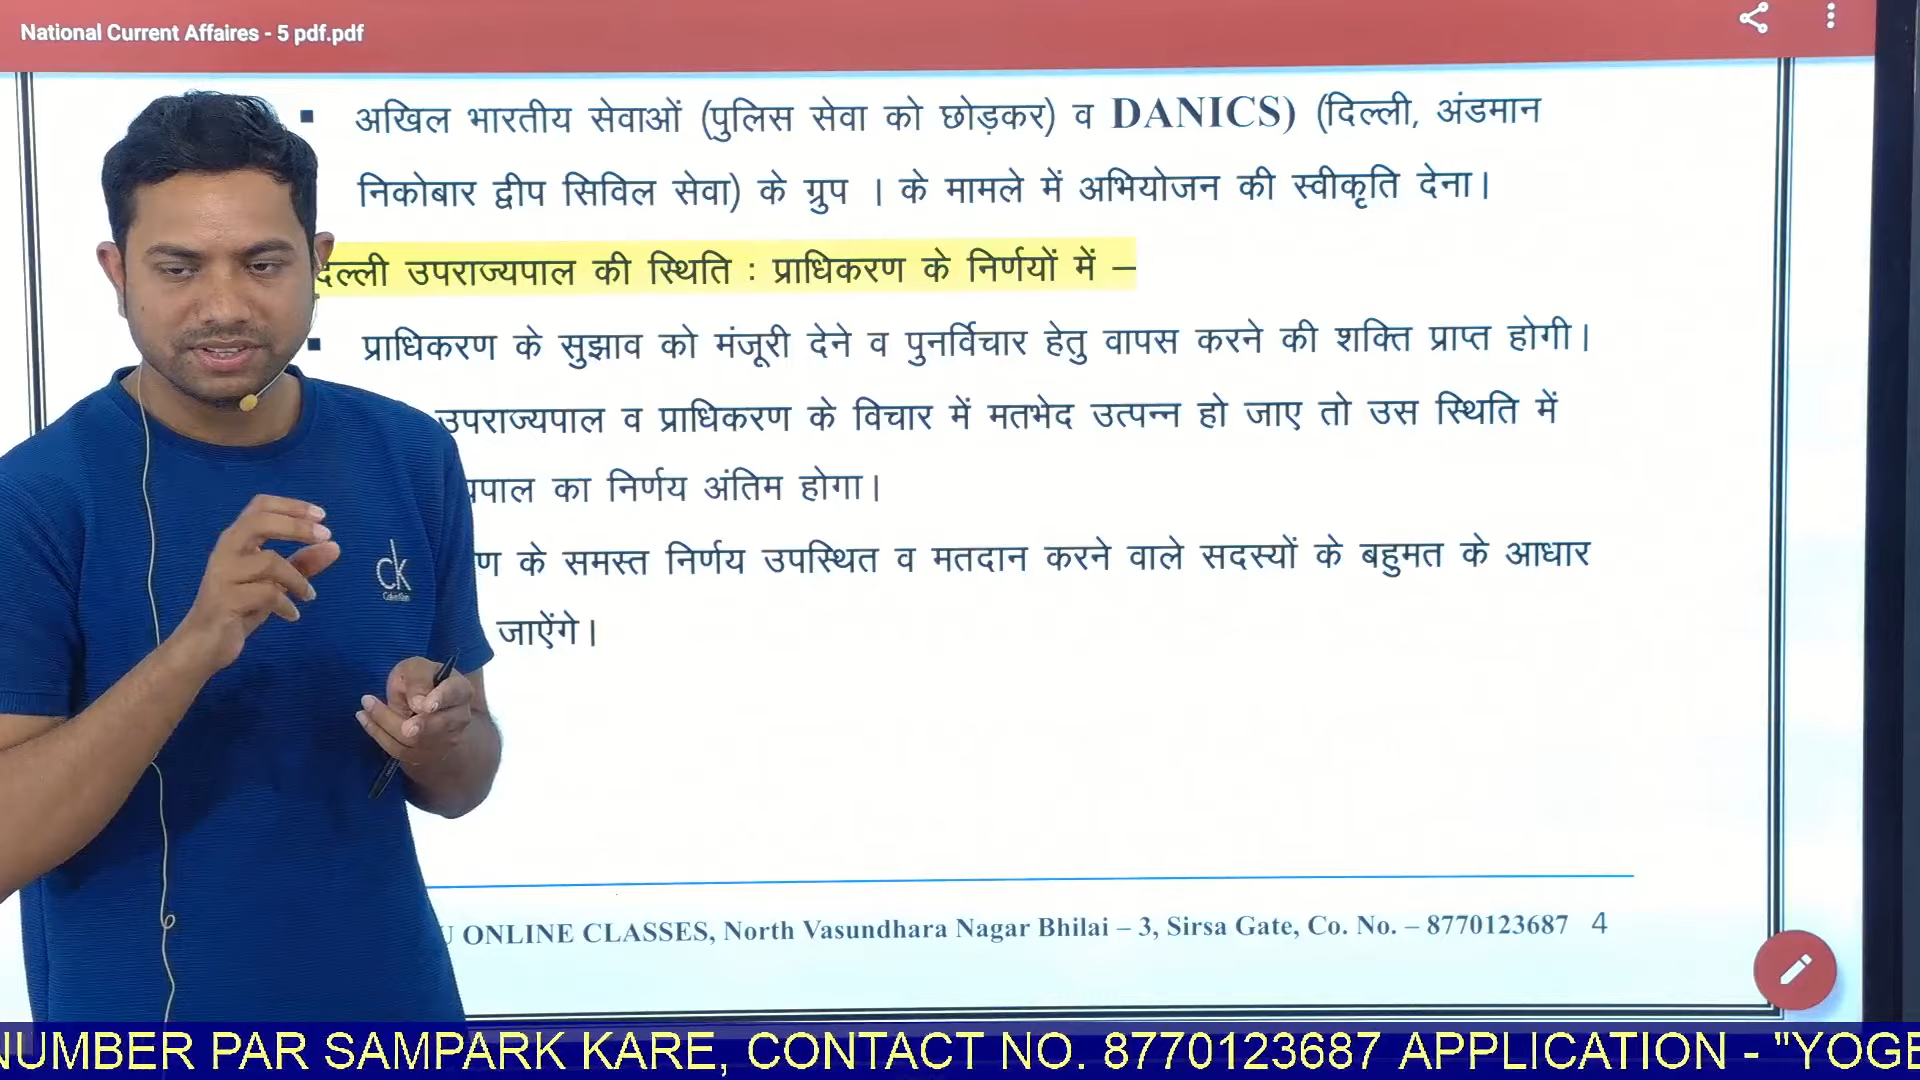 National Current Affaires - 5 pdf.pdf
▪ अखिल भारतीय सेवाओं (पुलिस सेवा को छोड़कर) व DANICS) (दिल्ली, अंडमान
निकोबार द्वीप सिविल सेवा) के ग्रुप । के मामले में अभियोजन की स्वीकृति देना।
दिल्ली उपराज्यपाल की स्थिति : प्राधिकरण के निर्णयों में –
▪ प्राधिकरण के सुझाव को मंजूरी देने व पुनर्विचार हेतु वापस करने की शक्ति प्राप्त होगी।
उपराज्यपाल व प्राधिकरण के विचार में मतभेद उत्पन्न हो जाए तो उस स्थिति में
यपाल का निर्णय अंतिम होगा।
ण के समस्त निर्णय उपस्थित व मतदान करने वाले सदस्यों के बहुमत के आधार
जाऐंगे।
ck
Calvin Klein
U ONLINE CLASSES, North Vasundhara Nagar Bhilai – 3, Sirsa Gate, Co. No. – 8770123687 4
NUMBER PAR SAMPARK KARE, CONTACT NO. 8770123687 APPLICATION - "YOGE